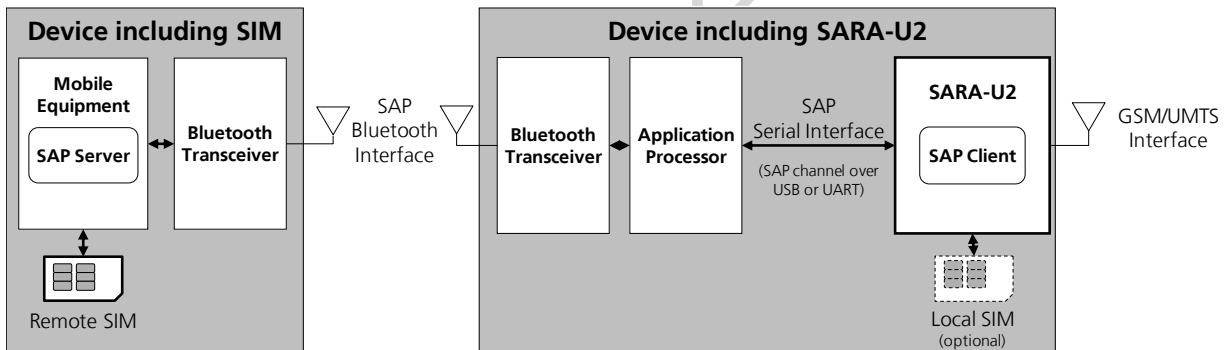 Device including SIM
Mobile
Equipment
SAP Server
Bluetooth
Transceiver
Remote SIM
SAP
Bluetooth
Interface
Device including SARA-U2
Bluetooth
Transceiver
Application
Processor
SAP
Serial Interface
(SAP channel over
USB or UART)
SARA-U2
SAP Client
Local SIM
(optional)
GSM/UMTS
Interface